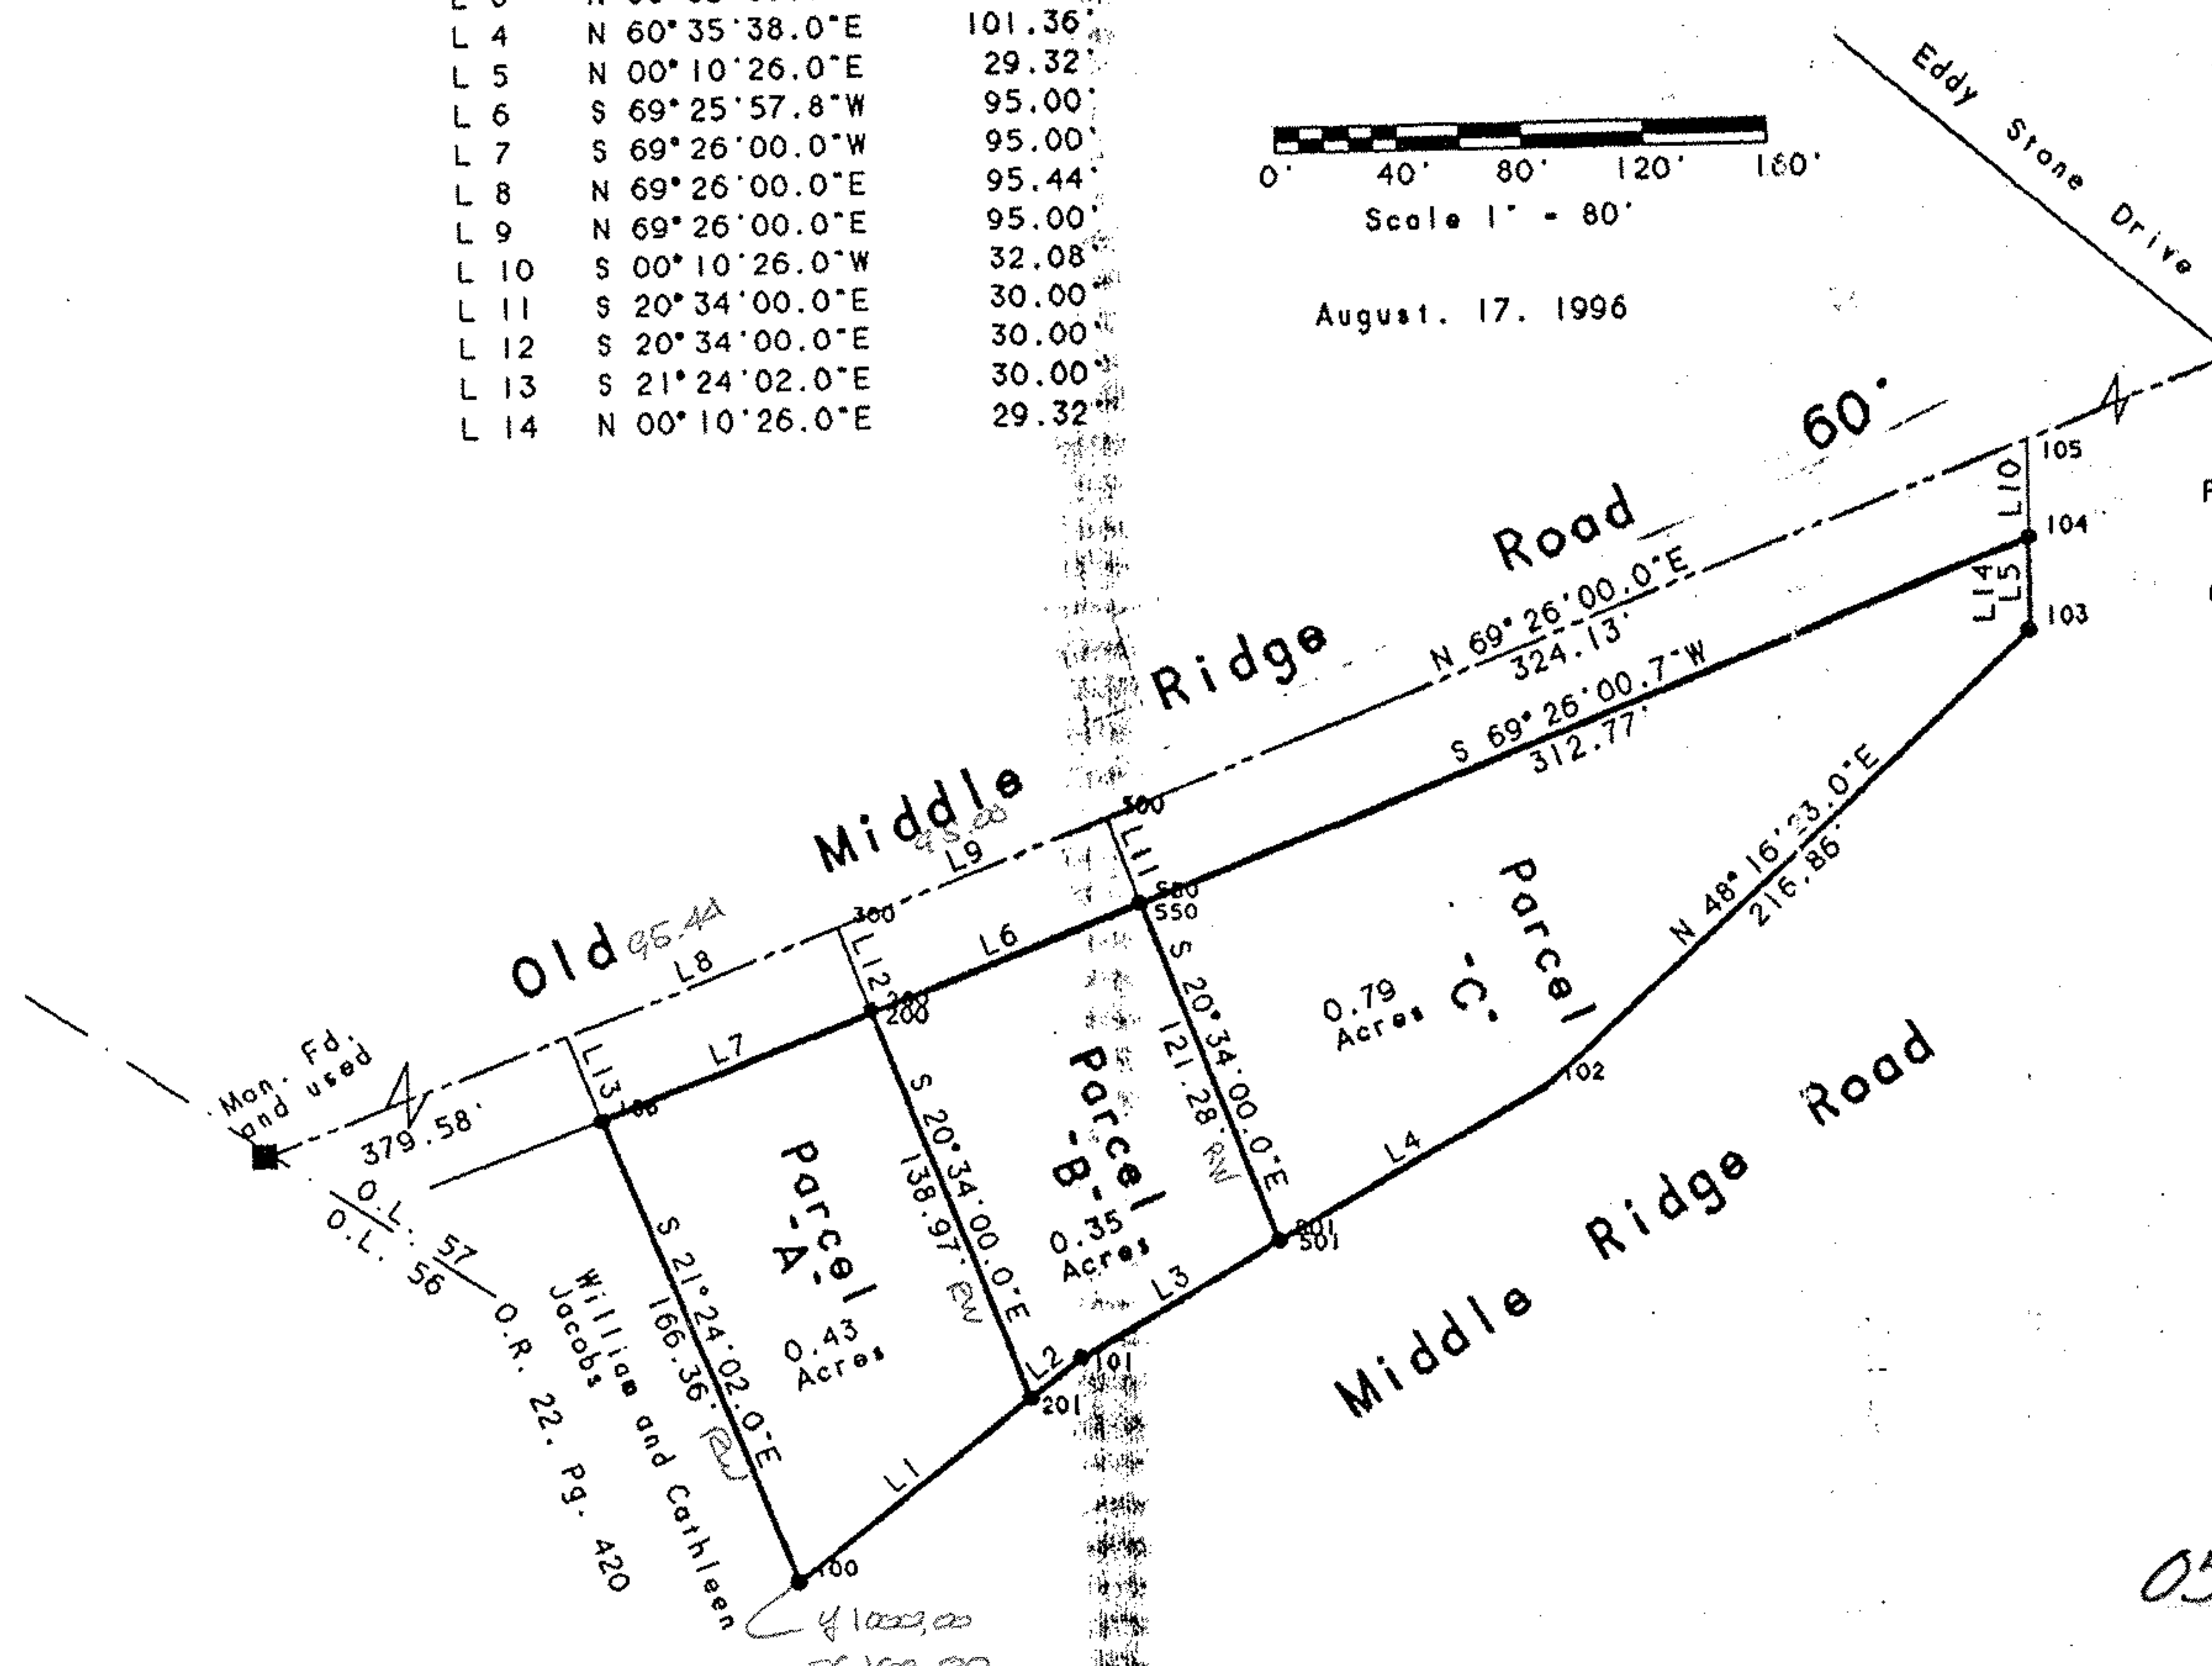 L 4 N 60°35'38.0"E 101.36'
L 5 N 00°10'26.0"E 29.32'
L 6 S 69°25'57.8"W 95.00'
L 7 S 69°26'00.0"W 95.00'
L 8 N 69°26'00.0"E 95.44'
L 9 N 69°26'00.0"E 95.00'
L 10 S 00°10'26.0"W 32.08'
L 11 S 20°34'00.0"E 30.00'
L 12 S 20°34'00.0"E 30.00'
L 13 S 21°24'02.0"E 30.00'
L 14 N 00°10'26.0"E 29.32'
0' 40' 80' 120' 160'
Scale 1" - 80'
August. 17. 1996
Eddy Stone Drive
Old Middle Ridge Road 60'
105
L10
104
L14
L5
103
N 69°26'00.0"E
324.13'
S 69°26'00.7"W
312.77'
N 48°16'23.0"E
216.86'
300
L11
550
95.00
L9
300
L12
L6
200
95.44
L8
L7
L13
Mon. Fd.
and used
379.58'
O.L. 57
O.L. 56
O.R. 22. Pg. 420
William and Cathleen
Jacobs
S 21°24'02.0"E
166.36' RW
Parcel
-A-
0.43
Acres
S 20°34'00.0"E
138.97' RW
Parcel
-B-
0.35
Acres
S 20°34'00.0"E
121.28' RW
Parcel
-C-
0.79
Acres
102
L4
501
L3
101
L2
201
L1
100
Middle Ridge Road
y 1000.00
05